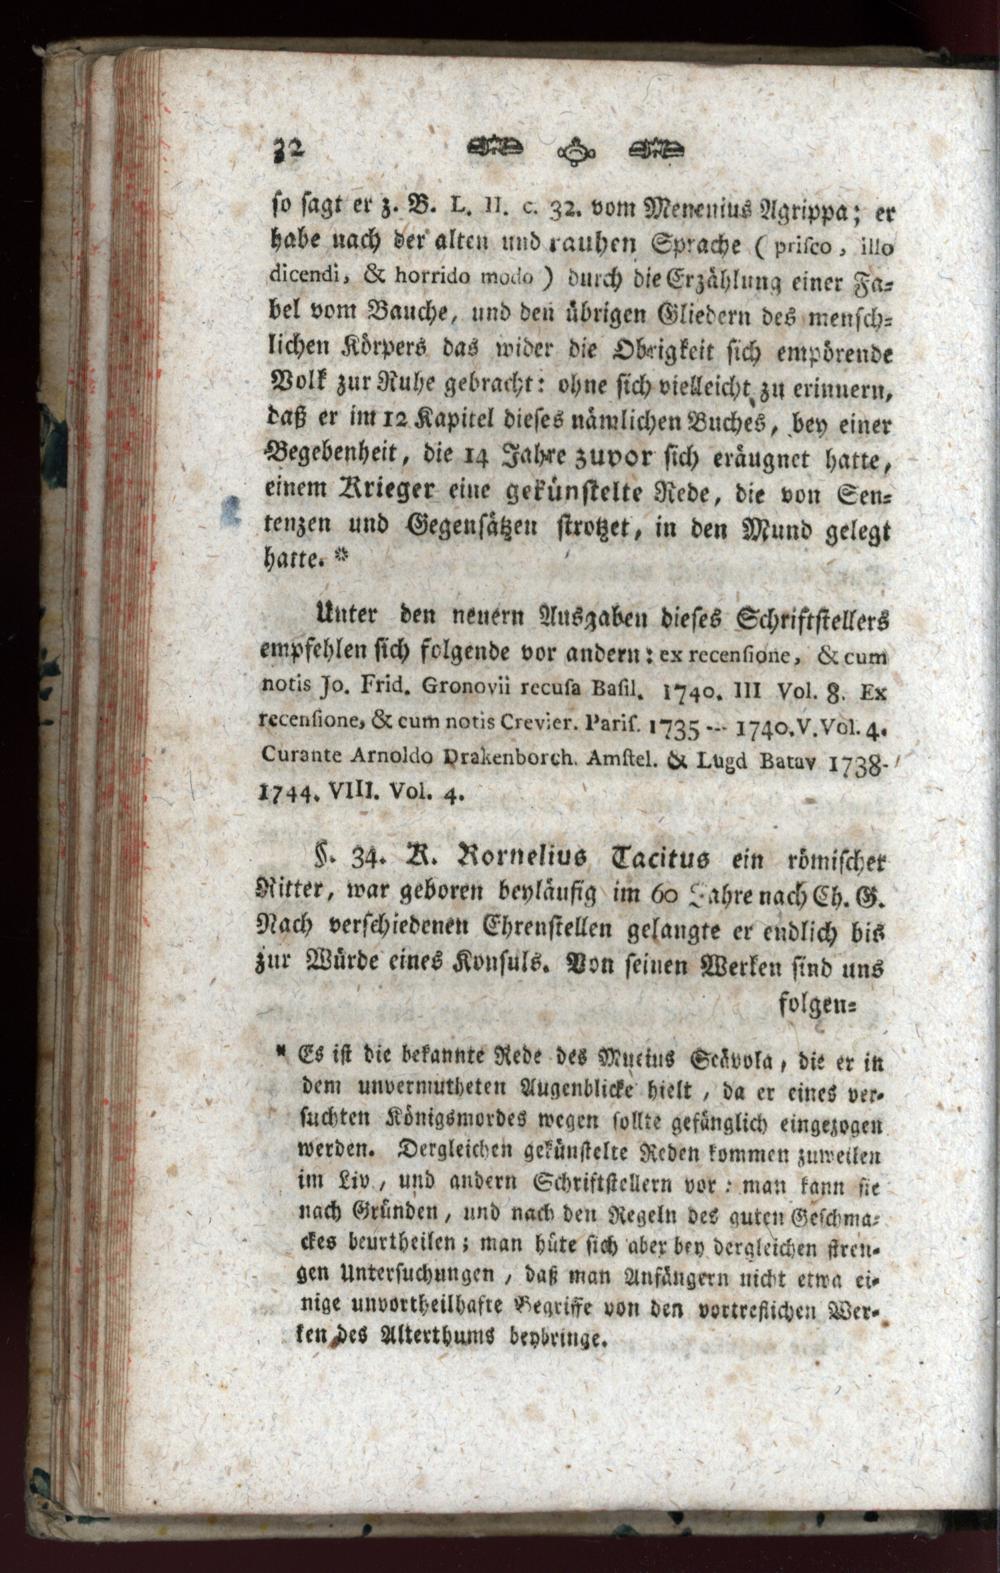 32
so sagt er z. B. L. II. c. 32. vom Menenius Agrippa; er
habe nach der alten und rauhen Sprache ( prisco, illo
dicendi, & horrido modo ) durch die Erzählung einer Fa=
bel vom Bauche, und den übrigen Gliedern des mensch=
lichen Körpers das wider die Obrigkeit sich empörende
Volk zur Ruhe gebracht: ohne sich vielleicht zu erinnern,
daß er im 12 Kapitel dieses nämlichen Buches, bey einer
Begebenheit, die 14 Jahre zuvor sich eräugnet hatte,
einem Krieger eine gekünstelte Rede, die von Sen=
tenzen und Gegensätzen strotzet, in den Mund gelegt
hatte. *
Unter den neuern Ausgaben dieses Schriftstellers
empfehlen sich folgende vor andern: ex recensione, & cum
notis Jo. Frid. Gronovii recusa Basil. 1740. III Vol. 8. Ex
recensione, & cum notis Crevier. Paris. 1735 --- 1740. V. Vol. 4.
Curante Arnoldo Drakenborch. Amstel. & Lugd Batav 1738-
1744. VIII. Vol. 4.
§. 34. K. Kornelius Tacitus ein römischer
Ritter, war geboren beyläufig im 60 Jahre nach Ch. G.
Nach verschiedenen Ehrenstellen gelangte er endlich bis
zur Würde eines Konsuls. Von seinen Werken sind uns
folgen=
* Es ist die bekannte Rede des Mucius Scävola, die er in
dem unvermutheten Augenblicke hielt, da er eines ver=
suchten Königsmordes wegen sollte gefänglich eingezogen
werden. Dergleichen gekünstelte Reden kommen zuweilen
im Liv, und andern Schriftstellern vor: man kann sie
nach Gründen, und nach den Regeln des guten Geschma=
ckes beurtheilen; man hüte sich aber bey dergleichen stren=
gen Untersuchungen, daß man Anfängern nicht etwa ei=
nige unvortheilhafte Begriffe von den vortreflichen Wer=
ken des Alterthums beybringe.